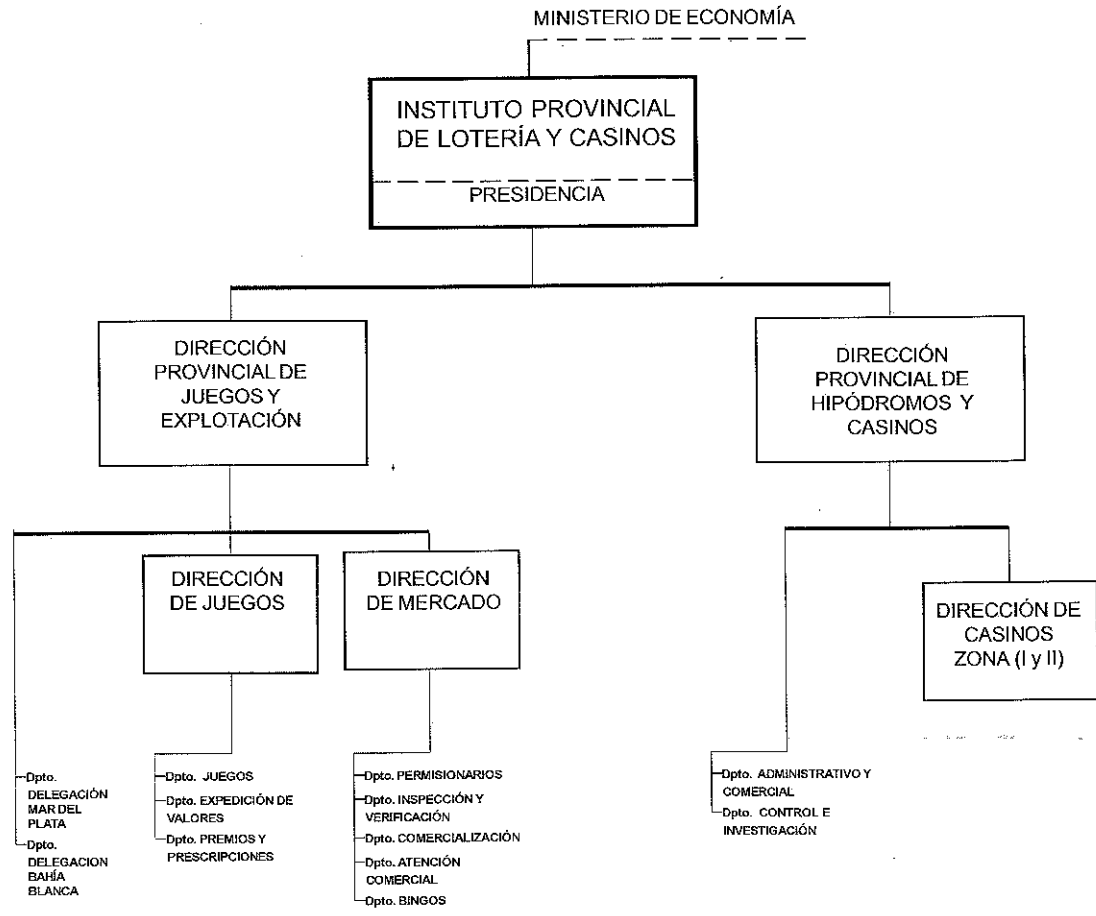 MINISTERIO DE ECONOMÍA
INSTITUTO PROVINCIAL
DE LOTERÍA Y CASINOS
PRESIDENCIA
DIRECCIÓN
PROVINCIAL DE
JUEGOS Y
EXPLOTACIÓN
DIRECCIÓN
PROVINCIAL DE
HIPÓDROMOS Y
CASINOS
DIRECCIÓN
DE JUEGOS
DIRECCIÓN
DE MERCADO
DIRECCIÓN DE
CASINOS
ZONA (I y II)
Dpto.
DELEGACIÓN
MAR DEL
PLATA
Dpto.
DELEGACION
BAHÍA
BLANCA
Dpto. JUEGOS
Dpto. EXPEDICIÓN DE
VALORES
Dpto. PREMIOS Y
PRESCRIPCIONES
Dpto. PERMISIONARIOS
Dpto. INSPECCIÓN Y
VERIFICACIÓN
Dpto. COMERCIALIZACIÓN
Dpto. ATENCIÓN
COMERCIAL
Dpto. BINGOS
Dpto. ADMINISTRATIVO Y
COMERCIAL
Dpto. CONTROL E
INVESTIGACIÓN